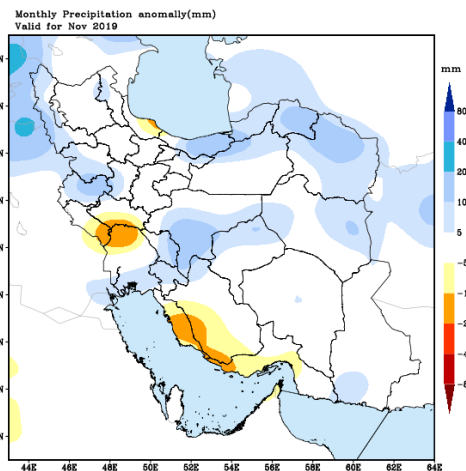 Monthly Precipitation anomaly(mm)
Valid for Nov 2019
mm
80
40
20
10
5
44E 46E 48E 50E 52E 54E 56E 58E 60E 62E 64E